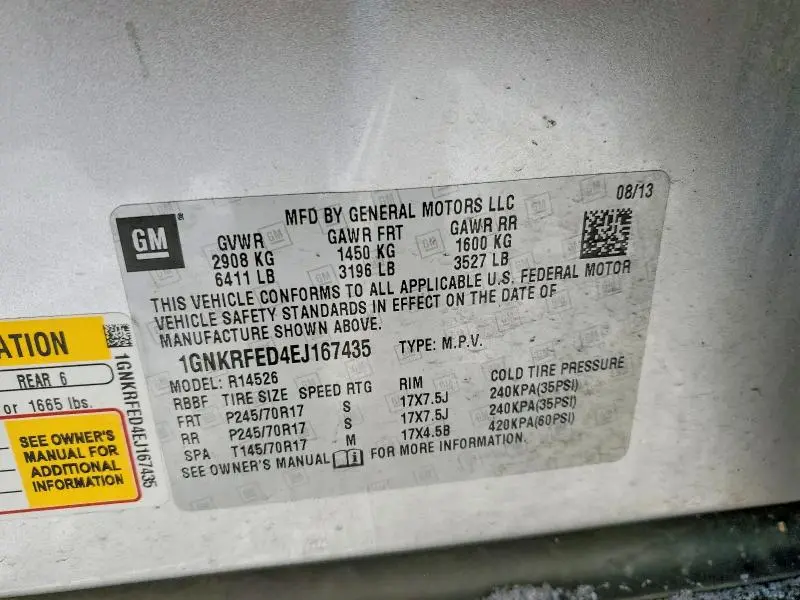 GM
MFD BY GENERAL MOTORS LLC
08/13
GVWR GAWR FRT GAWR RR
2908 KG 1450 KG 1600 KG
6411 LB 3196 LB 3527 LB
THIS VEHICLE CONFORMS TO ALL APPLICABLE U.S. FEDERAL MOTOR
VEHICLE SAFETY STANDARDS IN EFFECT ON THE DATE OF
MANUFACTURE SHOWN ABOVE.
1GNKRFED4EJ167435 TYPE: M.P.V.
MODEL: R14526
RBBF TIRE SIZE SPEED RTG RIM COLD TIRE PRESSURE
FRT P245/70R17 S 17X7.5J 240KPA(35PSI)
RR P245/70R17 S 17X7.5J 240KPA(35PSI)
SPA T145/70R17 M 17X4.5B 420KPA(60PSI)
SEE OWNER'S MANUAL FOR MORE INFORMATION.
ATION
REAR 6
or 1665 lbs.
SEE OWNER'S
MANUAL FOR
ADDITIONAL
INFORMATION
1GNKRFED4EJ167435